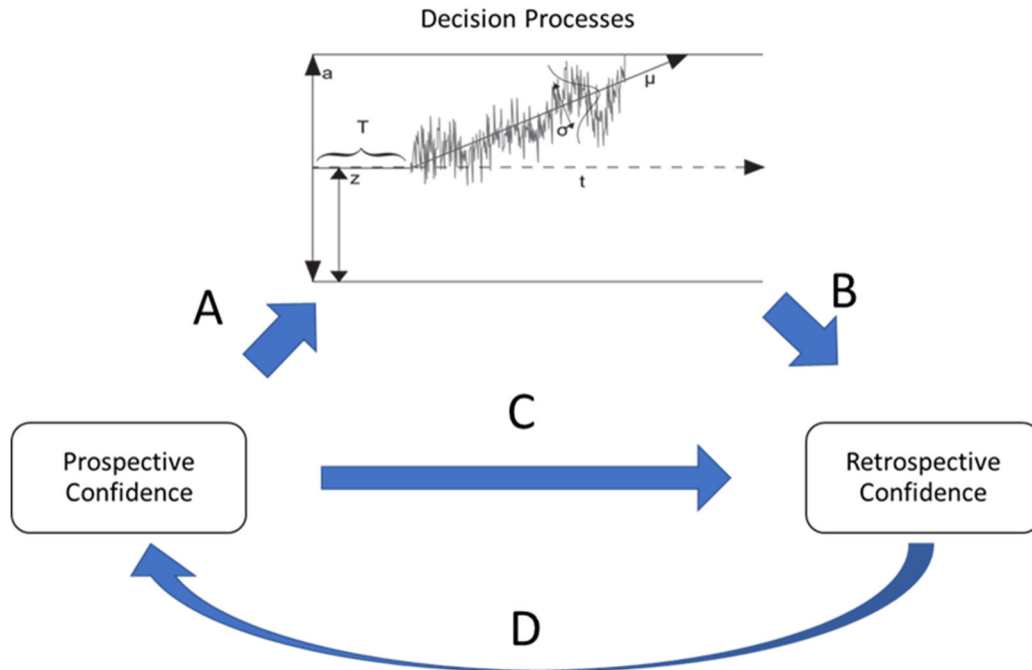 Decision Processes
a
μ
T
σ
z
t
A
B
C
Prospective
Confidence
Retrospective
Confidence
D